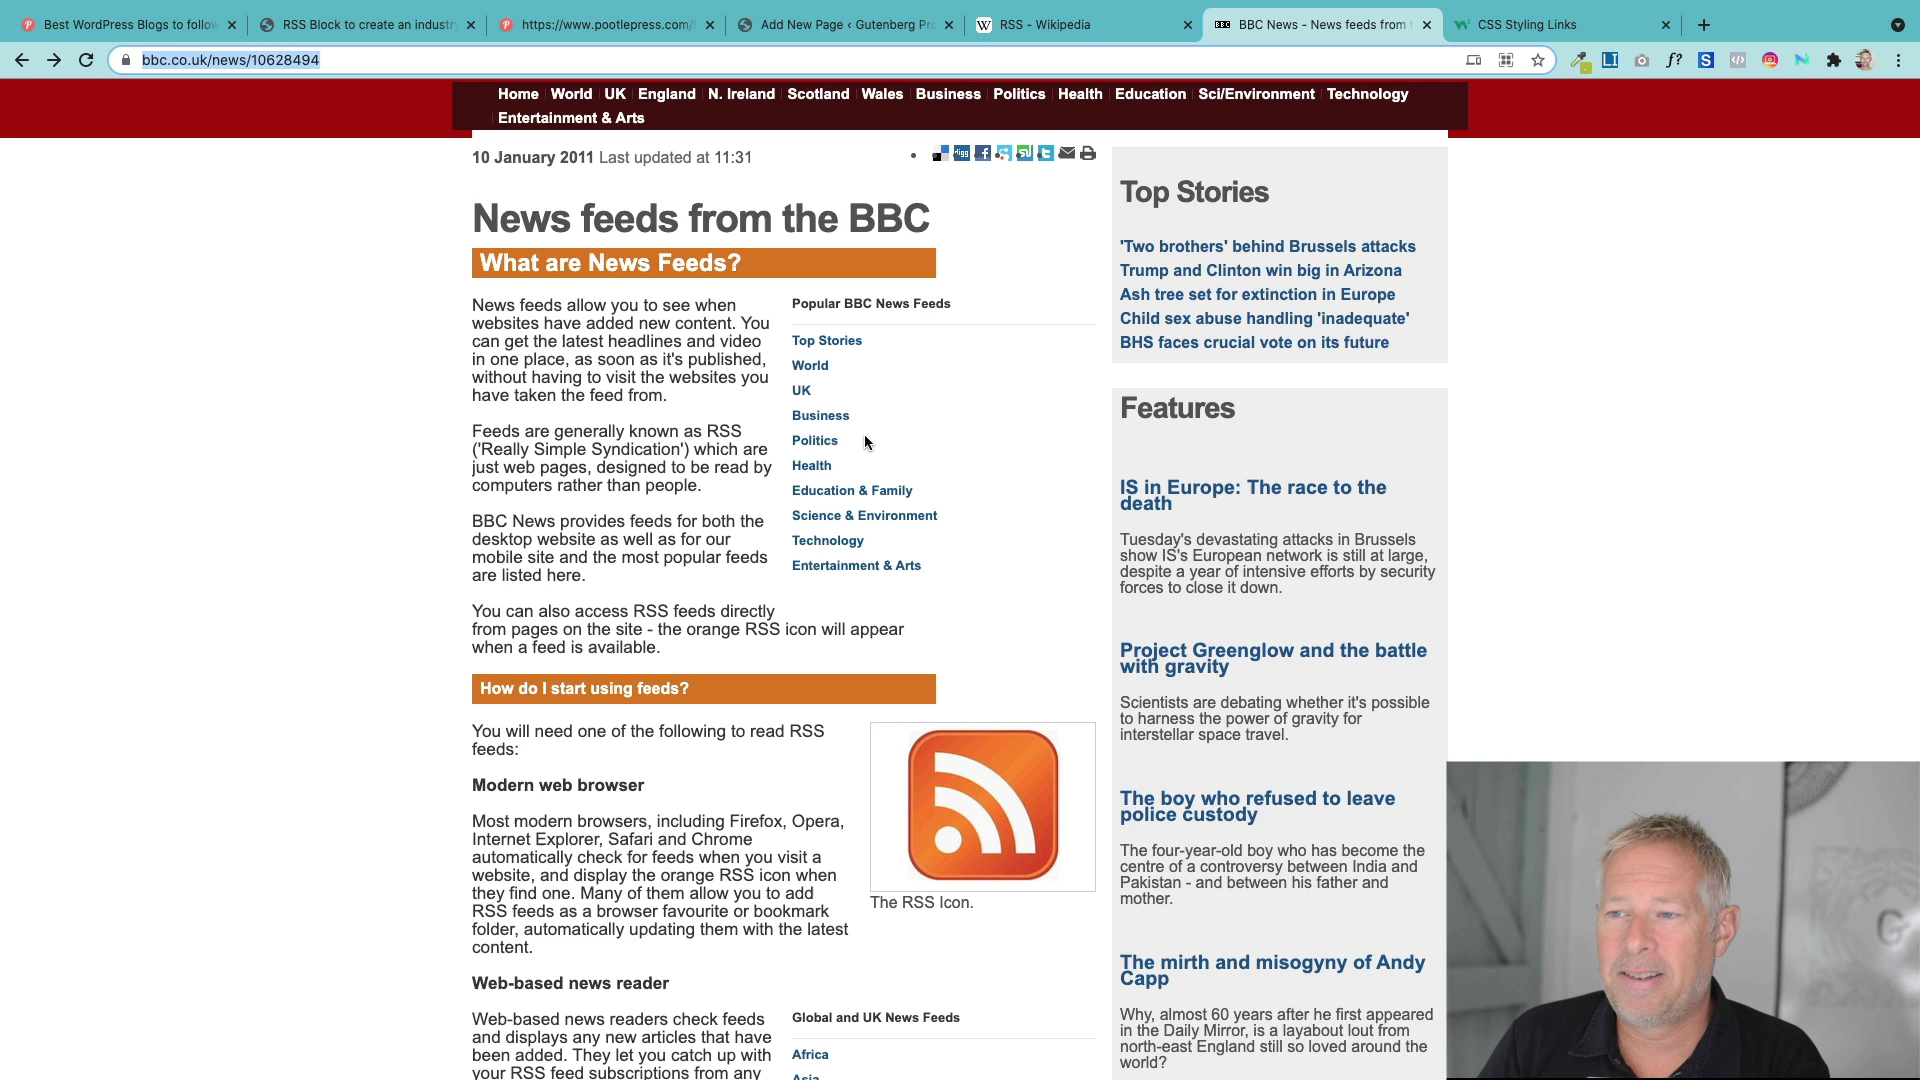 Best WordPress Blogs to follow
RSS Block to create an industry
https://www.pootlepress.com/
Add New Page ‹ Gutenberg Pro
RSS - Wikipedia
BBC News - News feeds from
CSS Styling Links
bbc.co.uk/news/10628494
Home World UK England N. Ireland Scotland Wales Business Politics Health Education Sci/Environment Technology
Entertainment & Arts
10 January 2011 Last updated at 11:31
News feeds from the BBC
What are News Feeds?
News feeds allow you to see when
websites have added new content. You
can get the latest headlines and video
in one place, as soon as it's published,
without having to visit the websites you
have taken the feed from.
Feeds are generally known as RSS
('Really Simple Syndication') which are
just web pages, designed to be read by
computers rather than people.
BBC News provides feeds for both the
desktop website as well as for our
mobile site and the most popular feeds
are listed here.
You can also access RSS feeds directly
from pages on the site - the orange RSS icon will appear
when a feed is available.
Popular BBC News Feeds
Top Stories
World
UK
Business
Politics
Health
Education & Family
Science & Environment
Technology
Entertainment & Arts
How do I start using feeds?
You will need one of the following to read RSS
feeds:
Modern web browser
Most modern browsers, including Firefox, Opera,
Internet Explorer, Safari and Chrome
automatically check for feeds when you visit a
website, and display the orange RSS icon when
they find one. Many of them allow you to add
RSS feeds as a browser favourite or bookmark
folder, automatically updating them with the latest
content.
The RSS Icon.
Web-based news reader
Web-based news readers check feeds
and displays any new articles that have
been added. They let you catch up with
your RSS feed subscriptions from any
Global and UK News Feeds
Africa
Asia
Top Stories
'Two brothers' behind Brussels attacks
Trump and Clinton win big in Arizona
Ash tree set for extinction in Europe
Child sex abuse handling 'inadequate'
BHS faces crucial vote on its future
Features
IS in Europe: The race to the
death
Tuesday's devastating attacks in Brussels
show IS's European network is still at large,
despite a year of intensive efforts by security
forces to close it down.
Project Greenglow and the battle
with gravity
Scientists are debating whether it's possible
to harness the power of gravity for
interstellar space travel.
The boy who refused to leave
police custody
The four-year-old boy who has become the
centre of a controversy between India and
Pakistan - and between his father and
mother.
The mirth and misogyny of Andy
Capp
Why, almost 60 years after he first appeared
in the Daily Mirror, is a layabout lout from
north-east England still so loved around the
world?